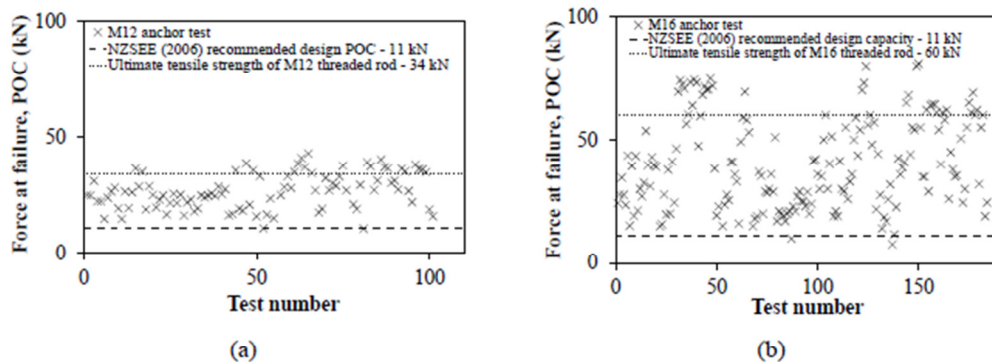 100
M12 anchor test
NZSEE (2006) recommended design POC - 11 kN
Ultimate tensile strength of M12 threaded rod - 34 kN
50
0
0
50
100
Force at failure, POC (kN)
Test number
(a)
100
M16 anchor test
NZSEE (2006) recommended design capacity - 11 kN
Ultimate tensile strength of M16 threaded rod - 60 kN
50
0
0
50
100
150
Force at failure, POC (kN)
Test number
(b)